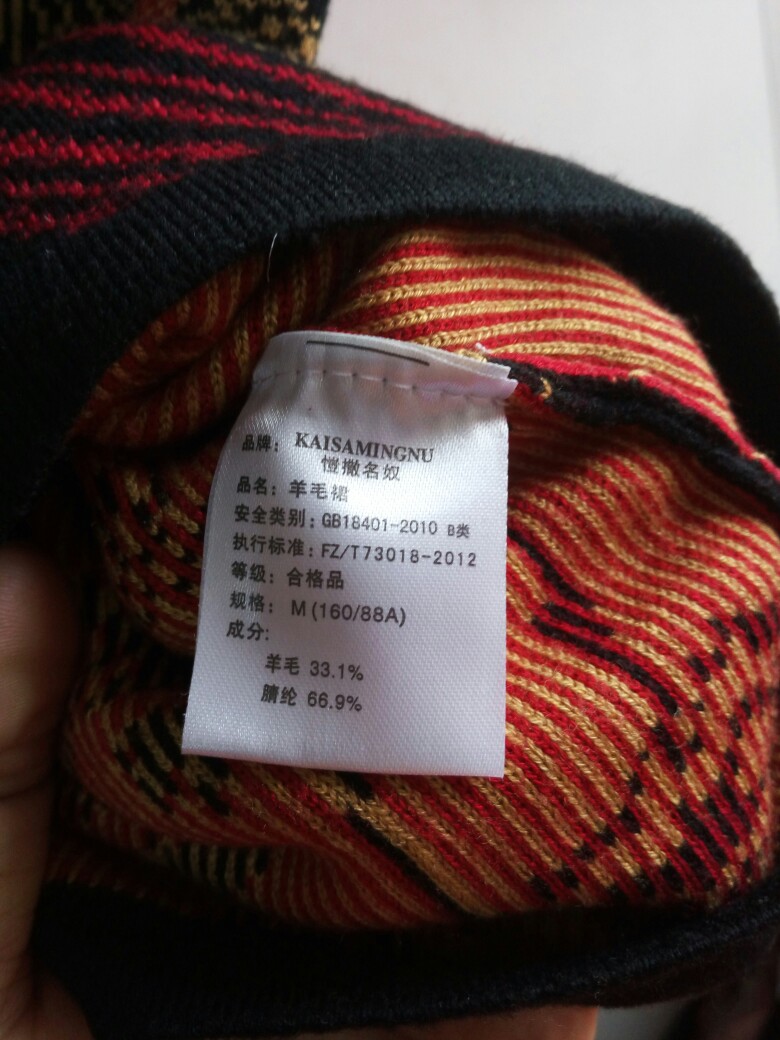 品牌: KAISAMINGNU
愷撒名奴
品名: 羊毛裙
安全类别: GB18401-2010 B类
执行标准: FZ/T73018-2012
等级: 合格品
规格: M (160/88A)
成分:
羊毛 33.1%
腈纶 66.9%